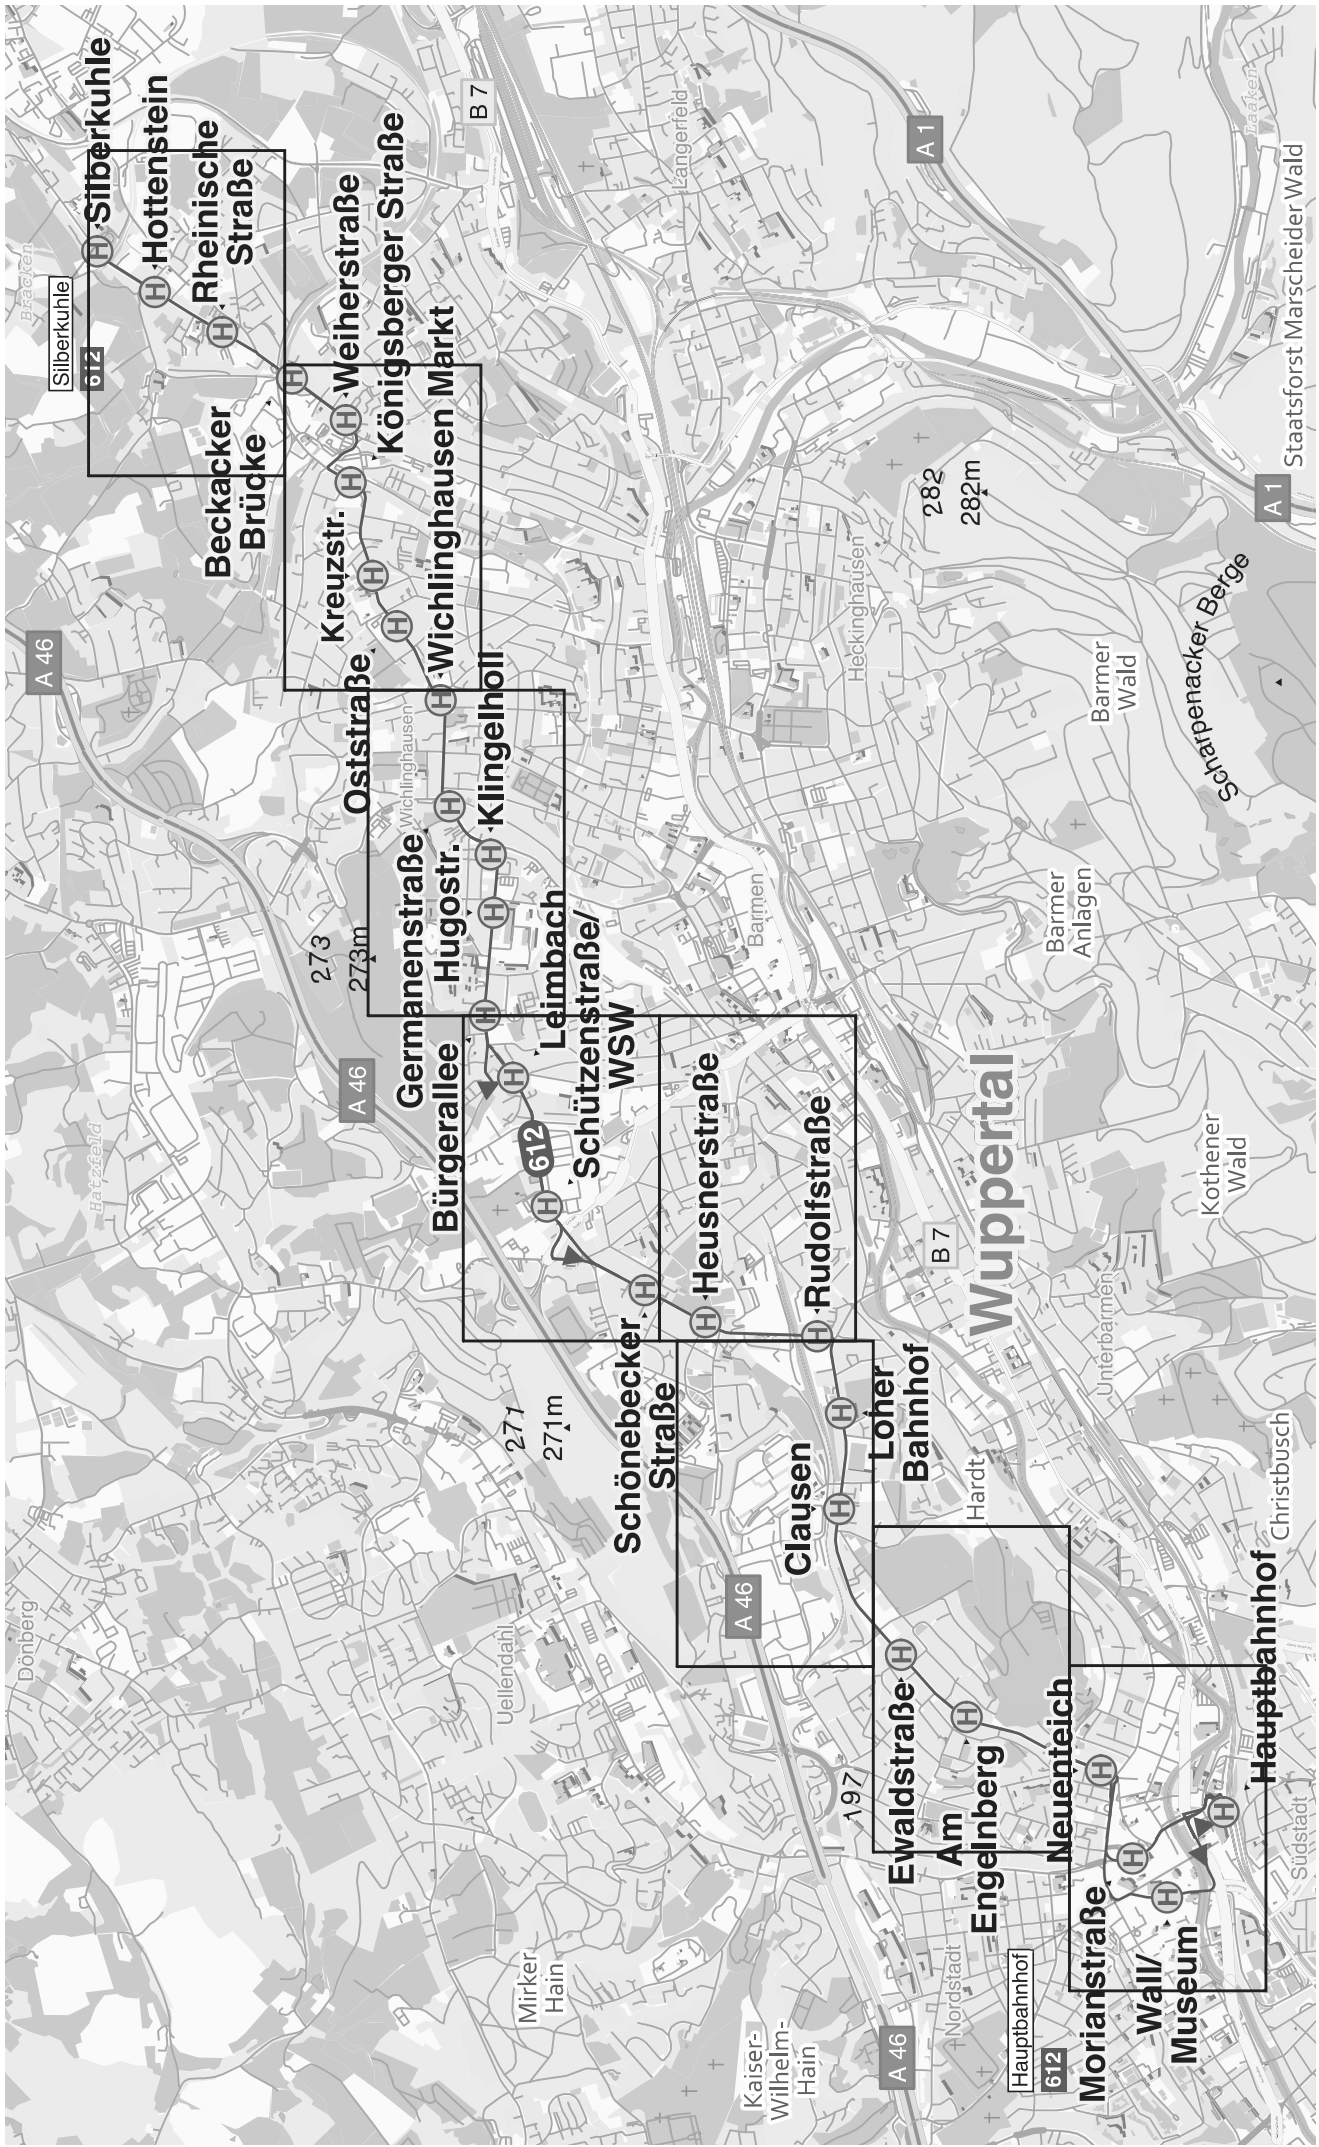 Silberkuhle
612
Silberkuhle
Hottenstein
Rheinische
Straße
Bracken
Beckacker
Brücke
Weiherstraße
Königsberger Straße
Kreuzstr.
Wichlinghausen Markt
Oststraße
Wichlinghausen
Klingelholl
Germanenstraße
Hugostr.
273
273m
Leimbach
Bürgerallee
Schützenstraße/
WSW
612
Schönebecker
Straße
Heusnerstraße
Rudolfstraße
271
271m
Loher
Bahnhof
Clausen
Ewaldstraße
Am
Engelnberg
Neuenteich
197
Morianstraße
Wall/
Museum
Hauptbahnhof
Hauptbahnhof
612
A 46
A 46
A 46
A 46
B 7
B 7
A 1
A 1
Langerfeld
Laaken
Staatsforst Marscheider Wald
282
282m
Heckinghausen
Barmer
Wald
Scharpenacker Berge
Barmen
Barmer
Anlagen
Wuppertal
Kothener
Wald
Unterbarmen
Christbusch
Hardt
Südstadt
Nordstadt
Hatzfeld
Dönberg
Uellendahl
Mirker
Hain
Kaiser-
Wilhelm-
Hain